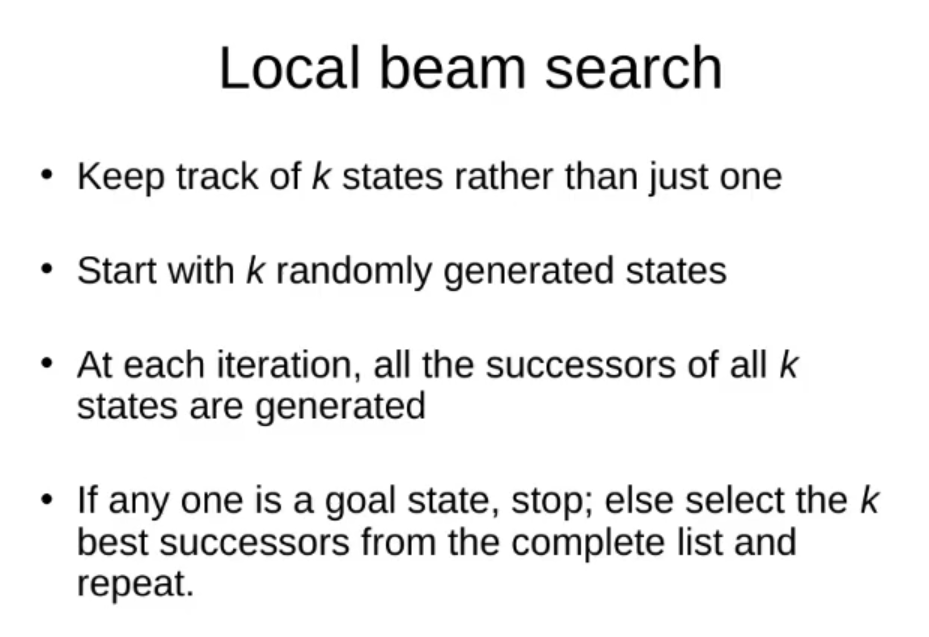 Local beam search
• Keep track of k states rather than just one
• Start with k randomly generated states
• At each iteration, all the successors of all k
states are generated
• If any one is a goal state, stop; else select the k
best successors from the complete list and
repeat.